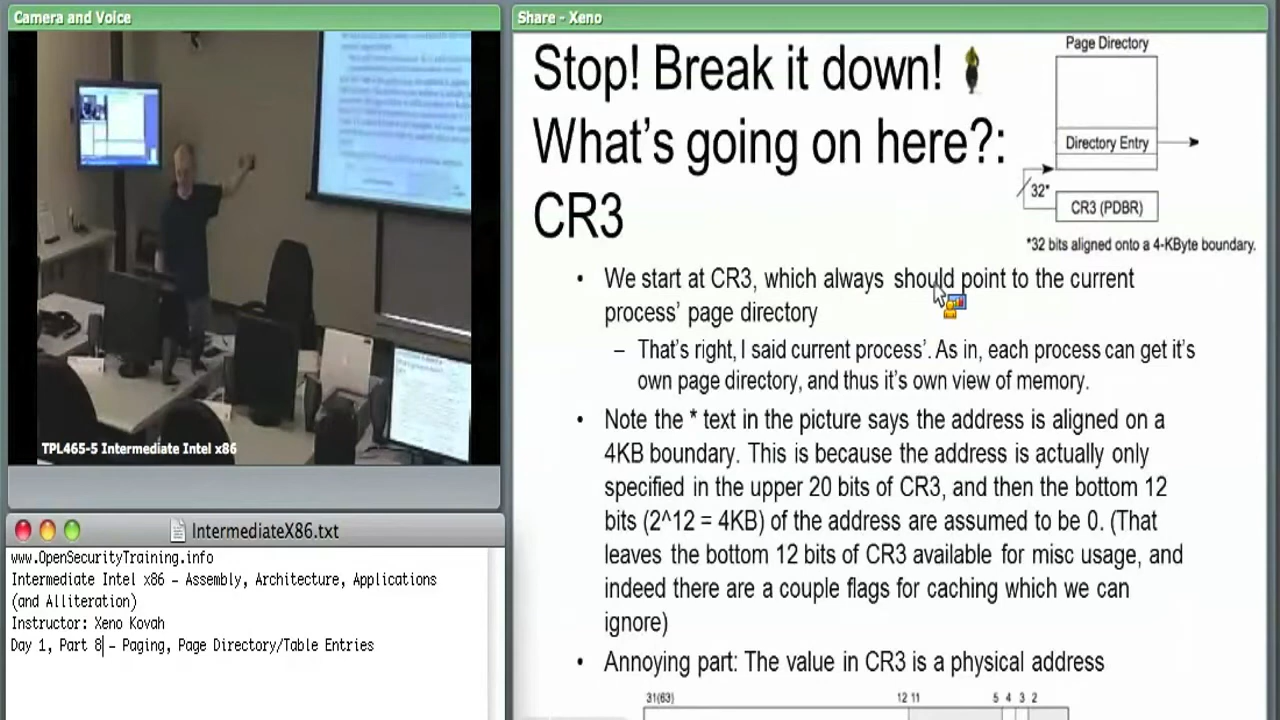 Camera and Voice
TPL465-5 Intermediate Intel x86
IntermediateX86.txt
www.OpenSecurityTraining.info
Intermediate Intel x86 – Assembly, Architecture, Applications
(and Alliteration)
Instructor: Xeno Kovah
Day 1, Part 8 – Paging, Page Directory/Table Entries
Share - Xeno
Stop! Break it down!
What's going on here?:
CR3
Page Directory
Directory Entry
32*
CR3 (PDBR)
*32 bits aligned onto a 4-KByte boundary.
• We start at CR3, which always should point to the current
process' page directory
– That's right, I said current process'. As in, each process can get it's
own page directory, and thus it's own view of memory.
• Note the * text in the picture says the address is aligned on a
4KB boundary. This is because the address is actually only
specified in the upper 20 bits of CR3, and then the bottom 12
bits (2^12 = 4KB) of the address are assumed to be 0. (That
leaves the bottom 12 bits of CR3 available for misc usage, and
indeed there are a couple flags for caching which we can
ignore)
• Annoying part: The value in CR3 is a physical address
31(63) 12 11 5 4 3 2